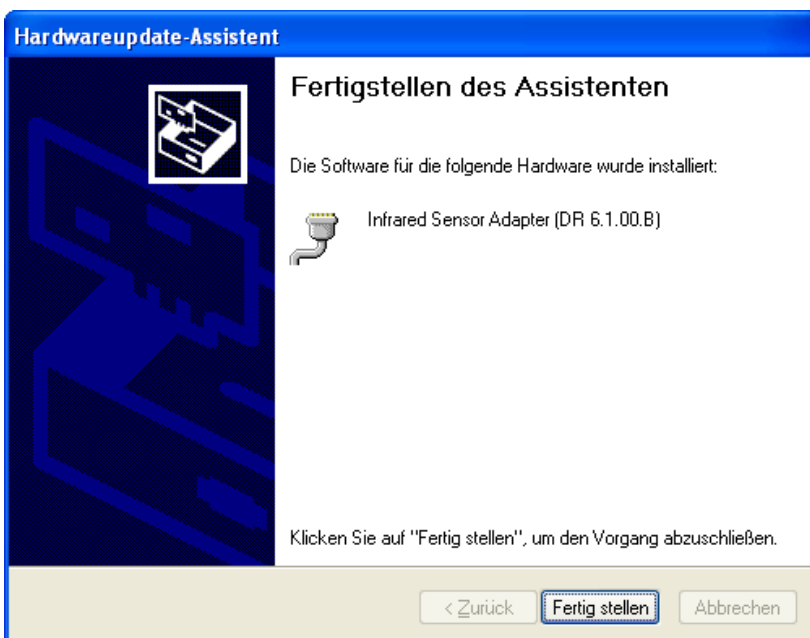 Hardwareupdate-Assistent
Fertigstellen des Assistenten
Die Software für die folgende Hardware wurde installiert:
Infrared Sensor Adapter (DR 6.1.00.B)
Klicken Sie auf "Fertig stellen", um den Vorgang abzuschließen.
< Zurück Fertig stellen Abbrechen